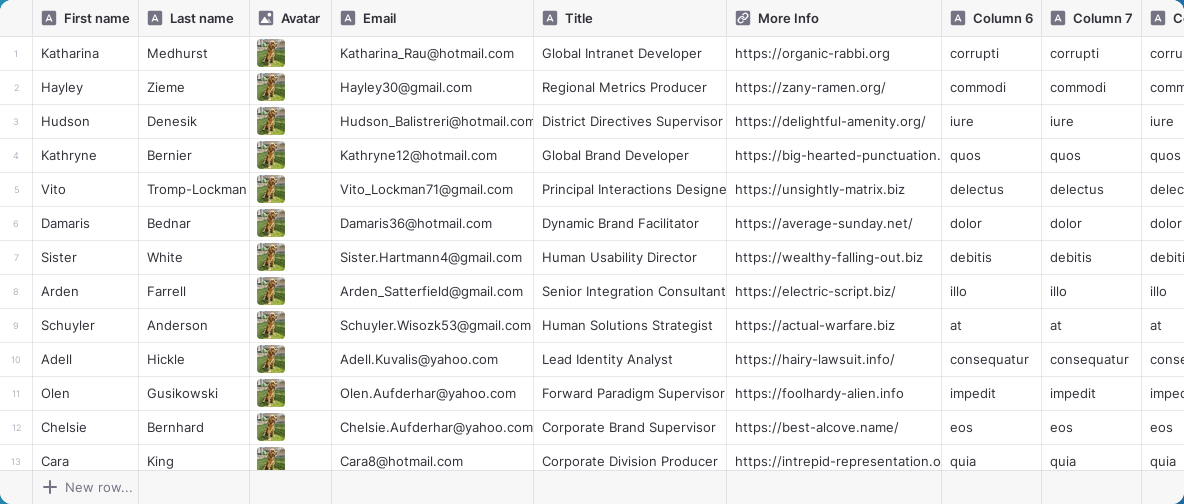 First name Last name Avatar Email Title More Info Column 6 Column 7 Co
1 Katharina Medhurst Katharina_Rau@hotmail.com Global Intranet Developer https://organic-rabbi.org corrupti corrupti corru
2 Hayley Zieme Hayley30@gmail.com Regional Metrics Producer https://zany-ramen.org/ commodi commodi comm
3 Hudson Denesik Hudson_Balistreri@hotmail.com District Directives Supervisor https://delightful-amenity.org/ iure iure iure
4 Kathryne Bernier Kathryne12@hotmail.com Global Brand Developer https://big-hearted-punctuation. quos quos quos
5 Vito Tromp-Lockman Vito_Lockman71@gmail.com Principal Interactions Designe https://unsightly-matrix.biz delectus delectus delec
6 Damaris Bednar Damaris36@hotmail.com Dynamic Brand Facilitator https://average-sunday.net/ dolor dolor dolor
7 Sister White Sister.Hartmann4@gmail.com Human Usability Director https://wealthy-falling-out.biz debitis debitis debiti
8 Arden Farrell Arden_Satterfield@gmail.com Senior Integration Consultant https://electric-script.biz/ illo illo illo
9 Schuyler Anderson Schuyler.Wisozk53@gmail.com Human Solutions Strategist https://actual-warfare.biz at at at
10 Adell Hickle Adell.Kuvalis@yahoo.com Lead Identity Analyst https://hairy-lawsuit.info/ consequatur consequatur conse
11 Olen Gusikowski Olen.Aufderhar@yahoo.com Forward Paradigm Supervisor https://foolhardy-alien.info impedit impedit imped
12 Chelsie Bernhard Chelsie.Aufderhar@yahoo.com Corporate Brand Supervisor https://best-alcove.name/ eos eos eos
13 Cara King Cara8@hotmail.com Corporate Division Producer https://intrepid-representation.o quia quia quia
New row...